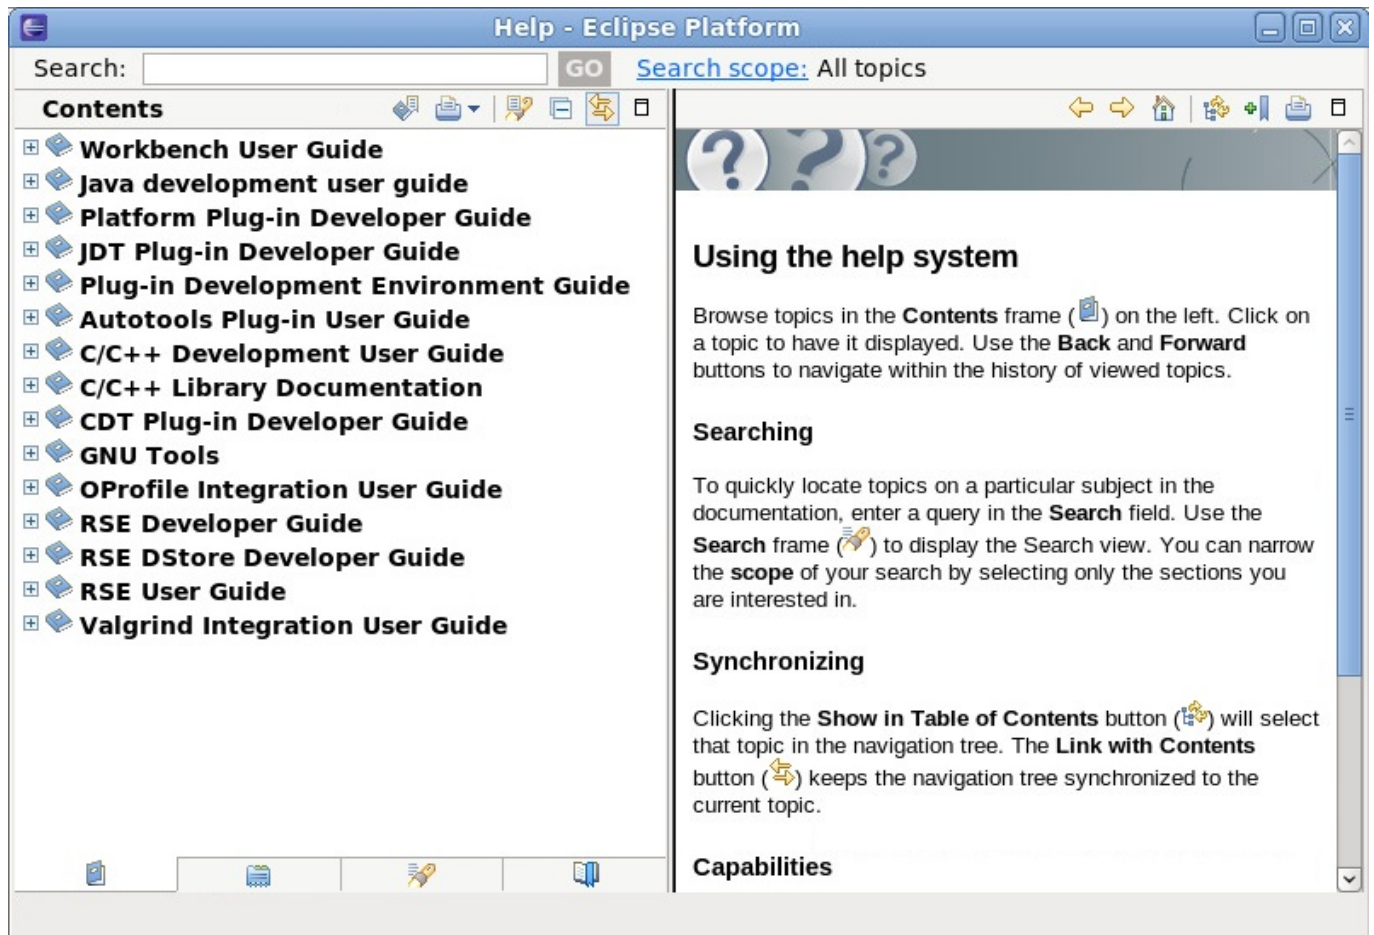 Help - Eclipse Platform
Search:
GO
Search scope: All topics
Contents
Workbench User Guide
Java development user guide
Platform Plug-in Developer Guide
JDT Plug-in Developer Guide
Plug-in Development Environment Guide
Autotools Plug-in User Guide
C/C++ Development User Guide
C/C++ Library Documentation
CDT Plug-in Developer Guide
GNU Tools
OProfile Integration User Guide
RSE Developer Guide
RSE DStore Developer Guide
RSE User Guide
Valgrind Integration User Guide
? ? ?
Using the help system
Browse topics in the Contents frame ( ) on the left. Click on
a topic to have it displayed. Use the Back and Forward
buttons to navigate within the history of viewed topics.
Searching
To quickly locate topics on a particular subject in the
documentation, enter a query in the Search field. Use the
Search frame ( ) to display the Search view. You can narrow
the scope of your search by selecting only the sections you
are interested in.
Synchronizing
Clicking the Show in Table of Contents button ( ) will select
that topic in the navigation tree. The Link with Contents
button ( ) keeps the navigation tree synchronized to the
current topic.
Capabilities